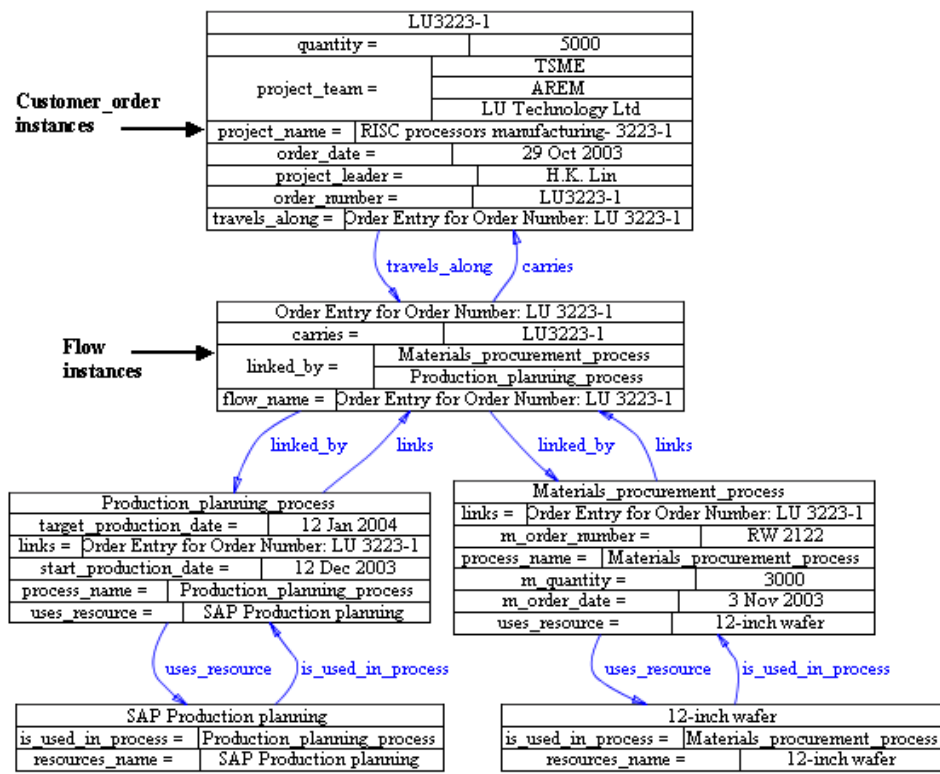 LU3223-1
quantity = 5000
project_team = TSME
AREM
LU Technology Ltd
Customer_order
instances
project_name = RISC processors manufacturing- 3223-1
order_date = 29 Oct 2003
project_leader = H.K. Lin
order_number = LU3223-1
travels_along = Order Entry for Order Number: LU 3223-1
travels_along carries
Order Entry for Order Number: LU 3223-1
carries = LU3223-1
Flow
instances
linked_by = Materials_procurement_process
Production_planning_process
flow_name = Order Entry for Order Number: LU 3223-1
linked_by links linked_by links
Production_planning_process
target_production_date = 12 Jan 2004
links = Order Entry for Order Number: LU 3223-1
start_production_date = 12 Dec 2003
process_name = Production_planning_process
uses_resource = SAP Production planning
Materials_procurement_process
links = Order Entry for Order Number: LU 3223-1
m_order_number = RW 2122
process_name = Materials_procurement_process
m_quantity = 3000
m_order_date = 3 Nov 2003
uses_resource = 12-inch wafer
uses_resource is_used_in_process uses_resource is_used_in_process
SAP Production planning
is_used_in_process = Production_planning_process
resources_name = SAP Production planning
12-inch wafer
is_used_in_process = Materials_procurement_process
resources_name = 12-inch wafer